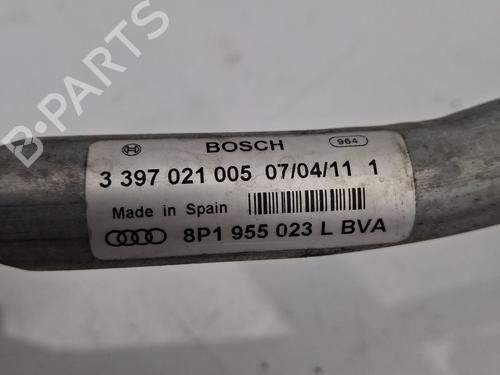 B-PARTS
BOSCH 964
3 397 021 005 07/04/11 1
Made in Spain
8P1 955 023 L BVA